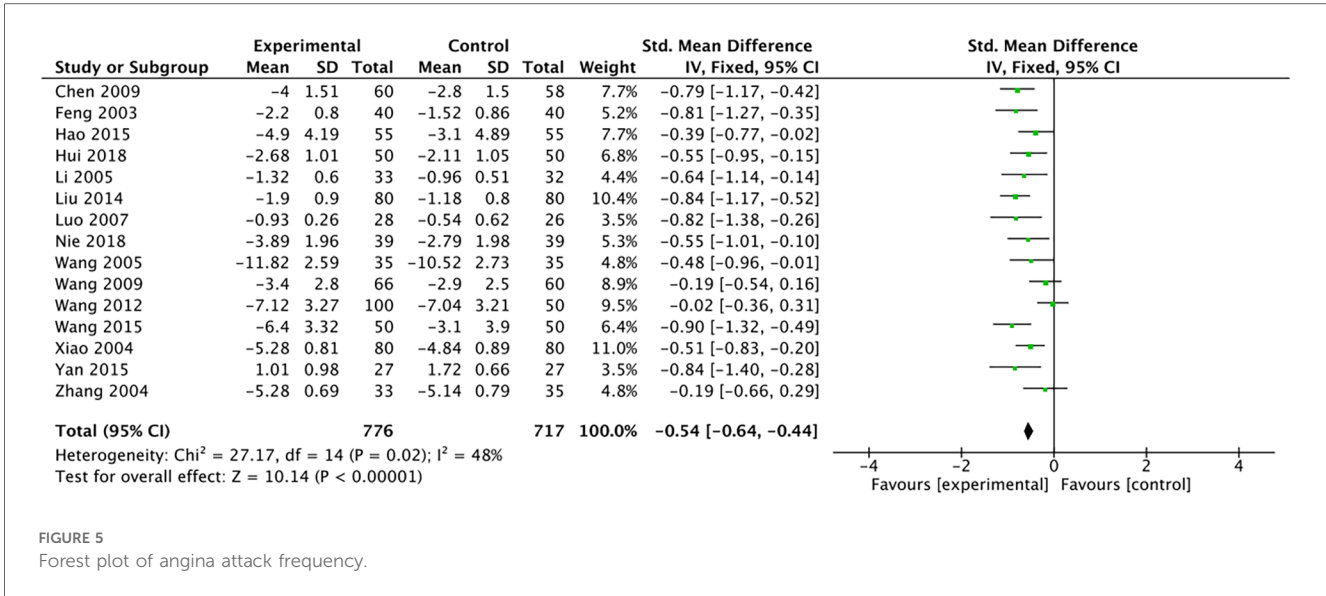 Experimental Control Std. Mean Difference Std. Mean Difference
Study or Subgroup Mean SD Total Mean SD Total Weight IV, Fixed, 95% CI IV, Fixed, 95% CI
Chen 2009 -4 1.51 60 -2.8 1.5 58 7.7% -0.79 [-1.17, -0.42]
Feng 2003 -2.2 0.8 40 -1.52 0.86 40 5.2% -0.81 [-1.27, -0.35]
Hao 2015 -4.9 4.19 55 -3.1 4.89 55 7.7% -0.39 [-0.77, -0.02]
Hui 2018 -2.68 1.01 50 -2.11 1.05 50 6.8% -0.55 [-0.95, -0.15]
Li 2005 -1.32 0.6 33 -0.96 0.51 32 4.4% -0.64 [-1.14, -0.14]
Liu 2014 -1.9 0.9 80 -1.18 0.8 80 10.4% -0.84 [-1.17, -0.52]
Luo 2007 -0.93 0.26 28 -0.54 0.62 26 3.5% -0.82 [-1.38, -0.26]
Nie 2018 -3.89 1.96 39 -2.79 1.98 39 5.3% -0.55 [-1.01, -0.10]
Wang 2005 -11.82 2.59 35 -10.52 2.73 35 4.8% -0.48 [-0.96, -0.01]
Wang 2009 -3.4 2.8 66 -2.9 2.5 60 8.9% -0.19 [-0.54, 0.16]
Wang 2012 -7.12 3.27 100 -7.04 3.21 50 9.5% -0.02 [-0.36, 0.31]
Wang 2015 -6.4 3.32 50 -3.1 3.9 50 6.4% -0.90 [-1.32, -0.49]
Xiao 2004 -5.28 0.81 80 -4.84 0.89 80 11.0% -0.51 [-0.83, -0.20]
Yan 2015 1.01 0.98 27 1.72 0.66 27 3.5% -0.84 [-1.40, -0.28]
Zhang 2004 -5.28 0.69 33 -5.14 0.79 35 4.8% -0.19 [-0.66, 0.29]
Total (95% CI) 776 717 100.0% -0.54 [-0.64, -0.44]
Heterogeneity: Chi² = 27.17, df = 14 (P = 0.02); I² = 48%
Test for overall effect: Z = 10.14 (P < 0.00001)
-4 -2 0 2 4
Favours [experimental] Favours [control]
FIGURE 5
Forest plot of angina attack frequency.